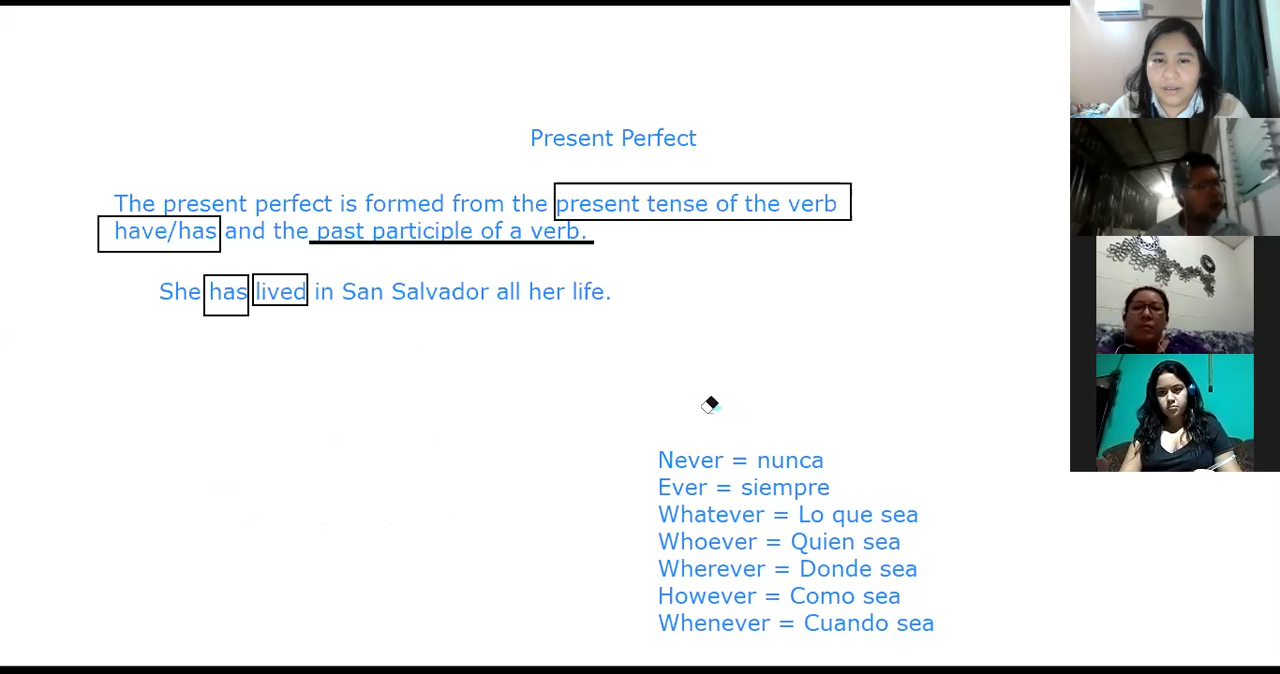 Present Perfect
The present perfect is formed from the present tense of the verb
have/has and the past participle of a verb.
She has lived in San Salvador all her life.
Never = nunca
Ever = siempre
Whatever = Lo que sea
Whoever = Quien sea
Wherever = Donde sea
However = Como sea
Whenever = Cuando sea